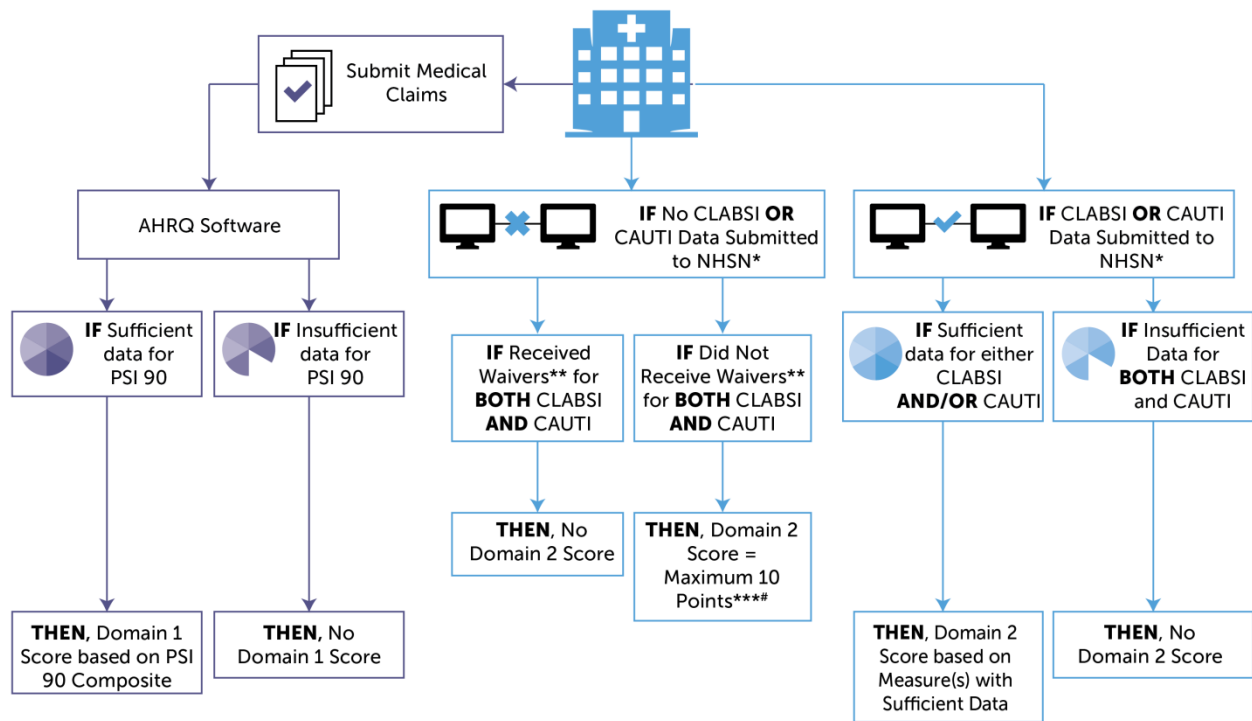 Submit Medical
Claims
AHRQ Software
IF No CLABSI OR
CAUTI Data Submitted
to NHSN*
IF CLABSI OR CAUTI
Data Submitted to
NHSN*
IF Sufficient
data for
PSI 90
IF Insufficient
data for
PSI 90
IF Received
Waivers** for
BOTH CLABSI
AND CAUTI
IF Did Not
Receive Waivers**
for BOTH CLABSI
AND CAUTI
IF Sufficient
data for either
CLABSI
AND/OR CAUTI
IF Insufficient
Data for
BOTH CLABSI
and CAUTI
THEN, No
Domain 2 Score
THEN, Domain 2
Score =
Maximum 10
Points***#
THEN, Domain 1
Score based on PSI
90 Composite
THEN, No
Domain 1 Score
THEN, Domain 2
Score based on
Measure(s) with
Sufficient Data
THEN, No
Domain 2 Score